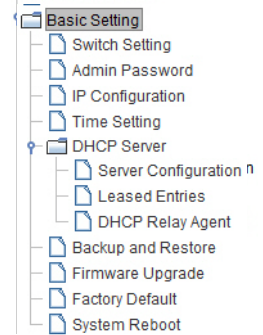 Basic Setting
Switch Setting
Admin Password
IP Configuration
Time Setting
DHCP Server
Server Configuration n
Leased Entries
DHCP Relay Agent
Backup and Restore
Firmware Upgrade
Factory Default
System Reboot